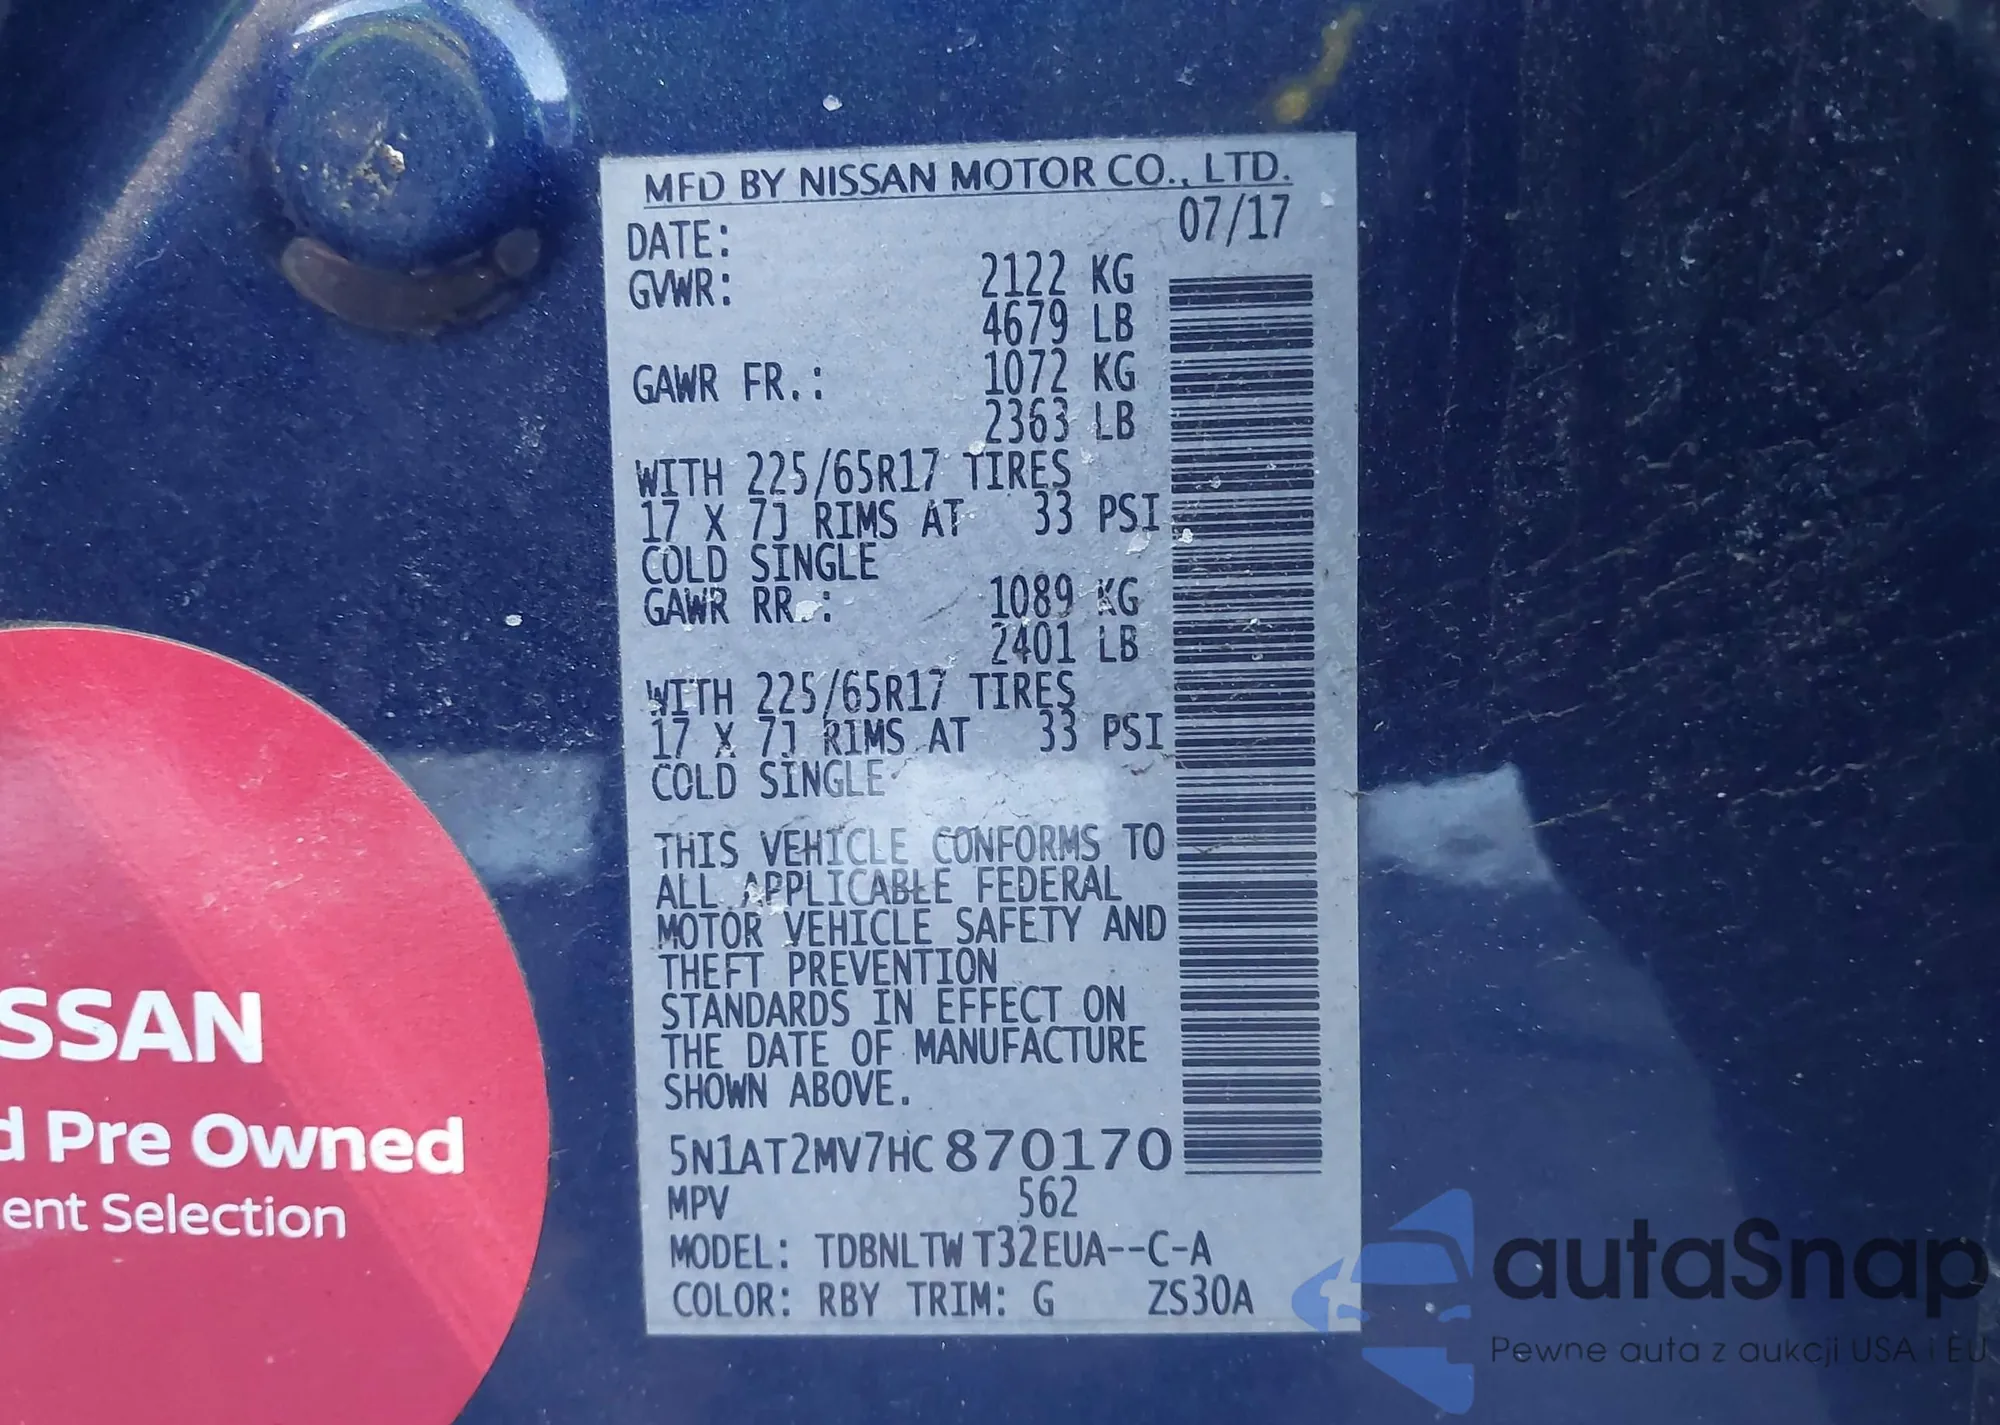 MFD BY NISSAN MOTOR CO., LTD.
DATE: 07/17
GVWR: 2122 KG
4679 LB
GAWR FR.: 1072 KG
2363 LB
WITH 225/65R17 TIRES
17 X 7J RIMS AT 33 PSI
COLD SINGLE
GAWR RR.: 1089 KG
2401 LB
WITH 225/65R17 TIRES
17 X 7J RIMS AT 33 PSI
COLD SINGLE
THIS VEHICLE CONFORMS TO
ALL APPLICABLE FEDERAL
MOTOR VEHICLE SAFETY AND
THEFT PREVENTION
STANDARDS IN EFFECT ON
THE DATE OF MANUFACTURE
SHOWN ABOVE.
5N1AT2MV7HC870170
MPV 562
MODEL: TDBNLTW T32EUA--C-A
COLOR: RBY TRIM: G ZS30A
SSAN
d Pre Owned
ent Selection
autaSnap
Pewne auta z aukcji USA i EU